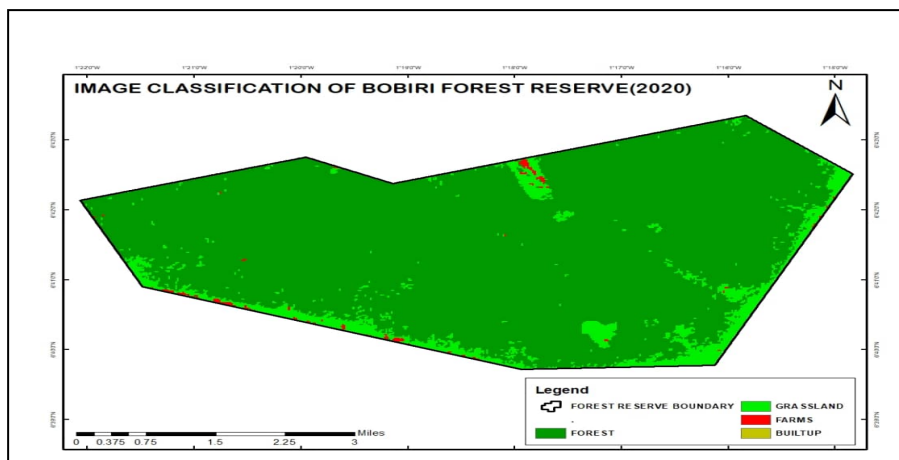 IMAGE CLASSIFICATION OF BOBIRI FOREST RESERVE(2020)
N
Legend
FOREST RESERVE BOUNDARY
FOREST
GRASSLAND
FARMS
BUILTUP
Miles
0 0.375 0.75 1.5 2.25 3